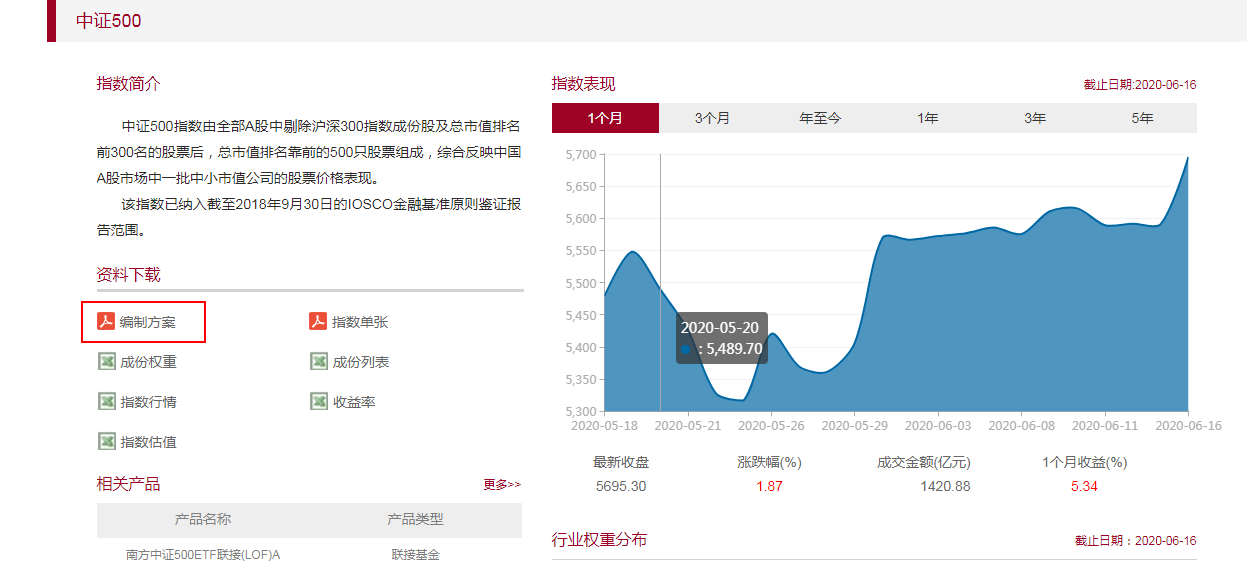 中证500
指数简介
中证500指数由全部A股中剔除沪深300指数成份股及总市值排名
前300名的股票后，总市值排名靠前的500只股票组成，综合反映中国
A股市场中一批中小市值公司的股票价格表现。
该指数已纳入截至2018年9月30日的IOSCO金融基准原则鉴证报
告范围。
资料下载
编制方案 指数单张
成份权重 成份列表
指数行情 收益率
指数估值
相关产品 更多>>
产品名称 产品类型
南方中证500ETF联接(LOF)A 联接基金
指数表现 截止日期:2020-06-16
1个月 3个月 年至今 1年 3年 5年
5,700
5,650
5,600
5,550
5,500
5,450
5,400
5,350
5,300
2020-05-20
: 5,489.70
2020-05-18 2020-05-21 2020-05-26 2020-05-29 2020-06-03 2020-06-08 2020-06-11 2020-06-16
最新收盘 涨跌幅(%) 成交金额(亿元) 1个月收益(%)
5695.30 1.87 1420.88 5.34
行业权重分布 截止日期：2020-06-16